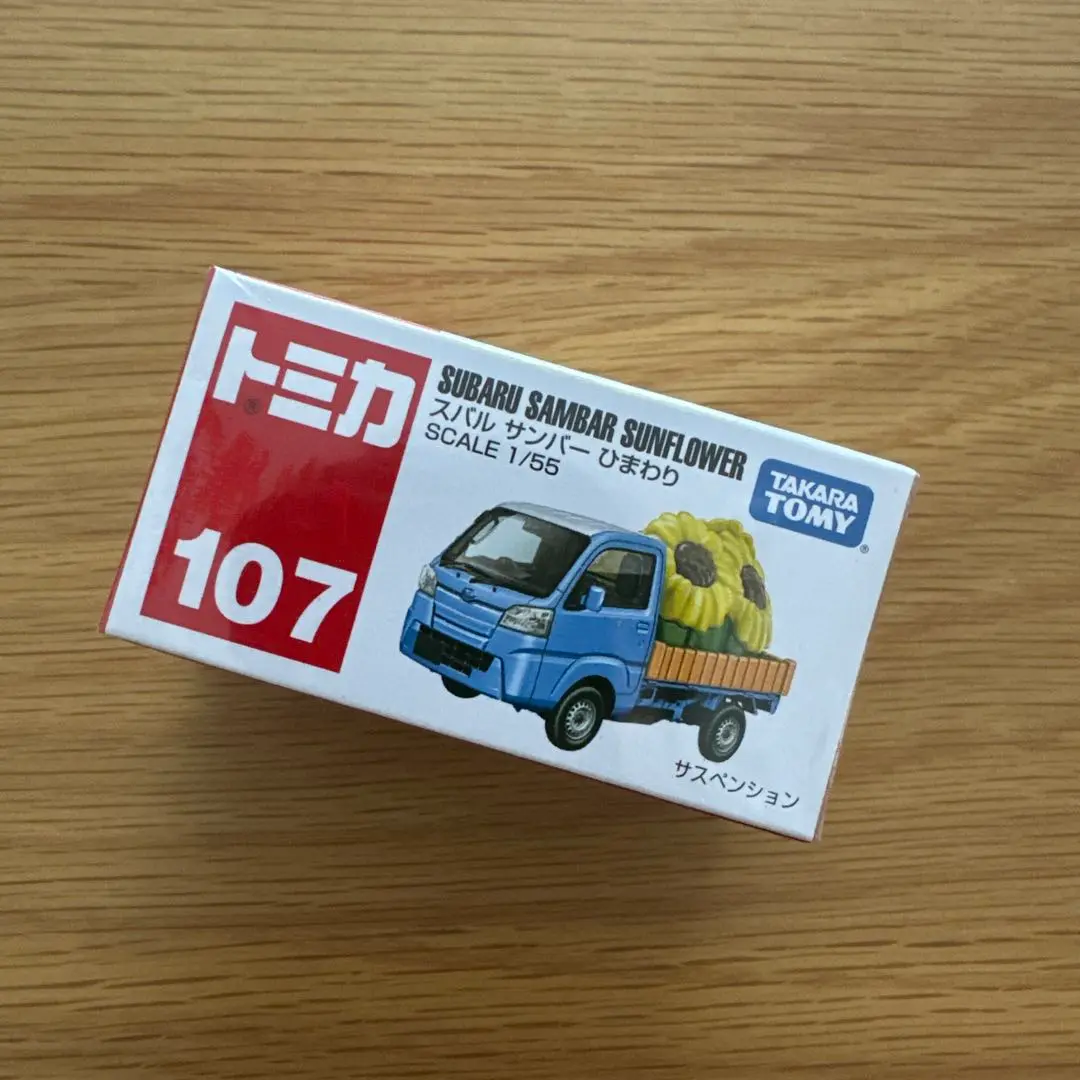 トミカ
®
107
SUBARU SAMBAR SUNFLOWER
スバル サンバー ひまわり
SCALE 1/55
TAKARA
TOMY
®
サスペンション